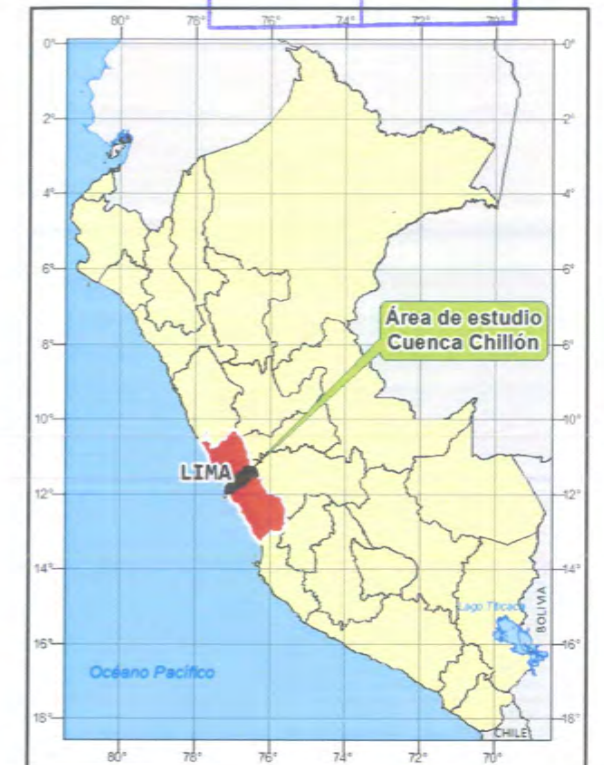 80° 78° 76° 74° 72° 70°
0° 0°
2° 2°
4° 4°
6° 6°
Área de estudio
Cuenca Chillón
8° 8°
10° 10°
LIMA
12° 12°
14° 14°
Lago Titicaca
BOLIVIA
16° 16°
Océano Pacífico
18° 18°
CHILE
80° 78° 76° 74° 72° 70°